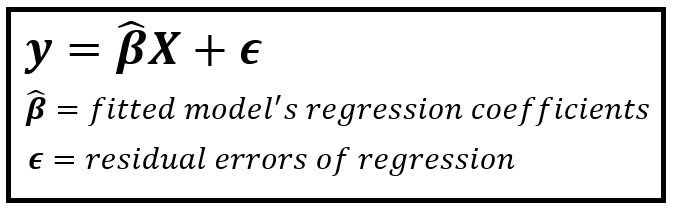 y = β̂X + ϵ
β̂ = fitted model's regression coefficients
ϵ = residual errors of regression